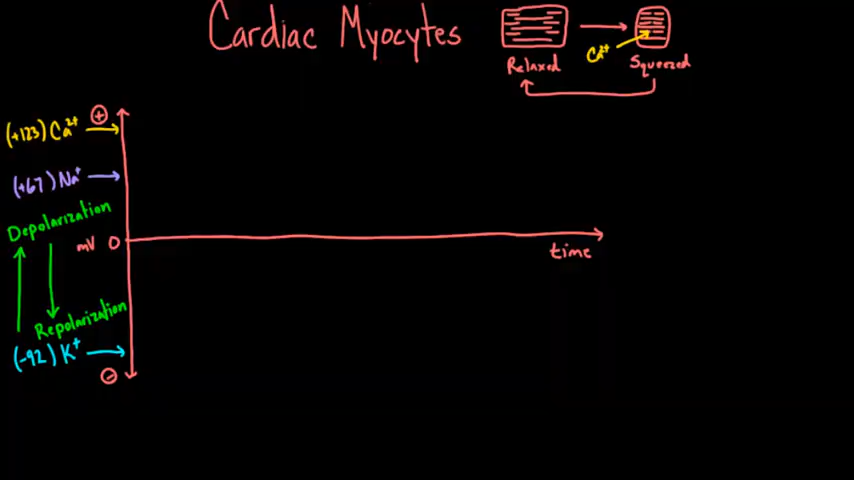 Cardiac Myocytes
Relaxed
Ca²⁺
Squeezed
+
(+123) Ca²⁺
(+67) Na⁺
Depolarization
mV 0
time
Repolarization
(-92) K⁺
-